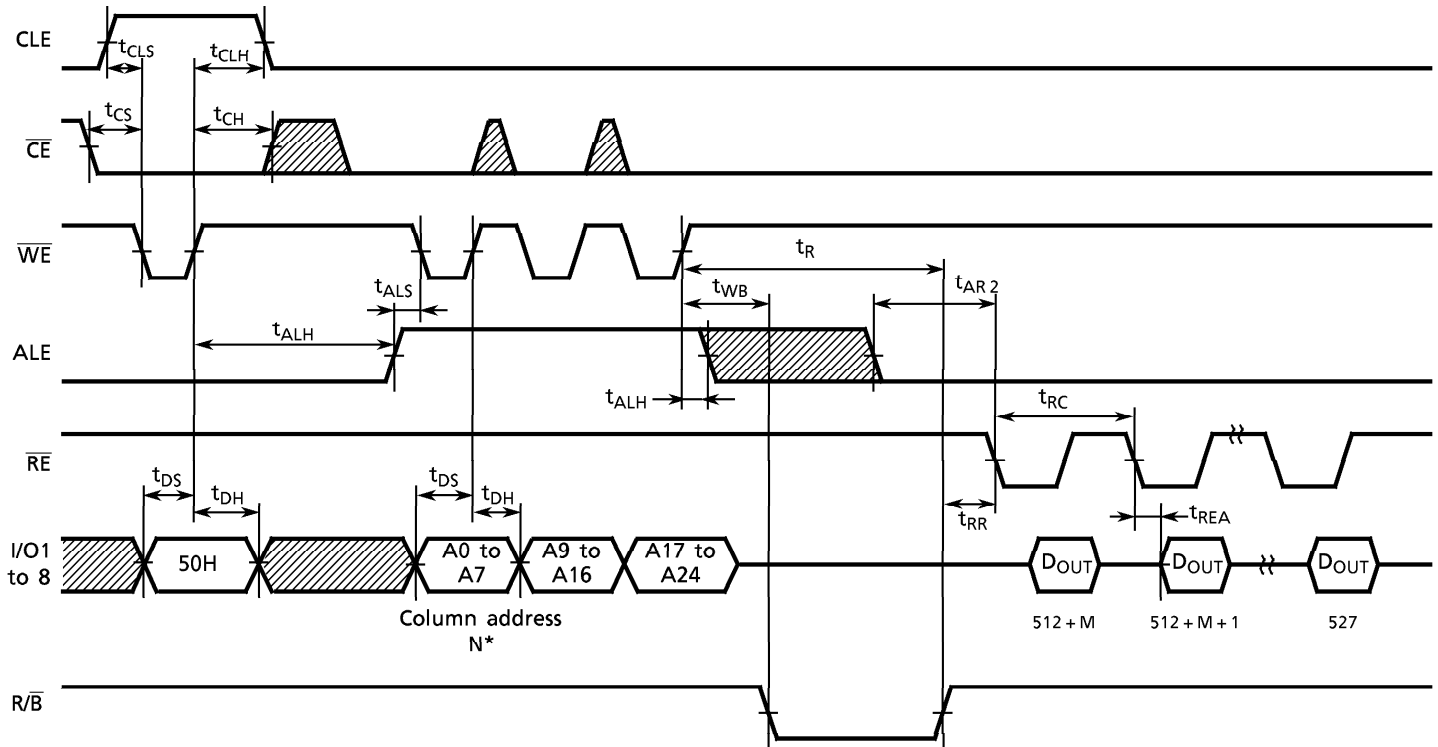 CLE
tCLS
tCLH
CE
tCS
tCH
WE
tR
tALS
tWB
tAR 2
ALE
tALH
tALH
tRC
RE
tDS
tDH
tDS
tDH
tRR
tREA
I/O1
to 8
50H
A0 to
A7
A9 to
A16
A17 to
A24
DOUT
DOUT
DOUT
Column address
N*
512 + M
512 + M + 1
527
R/B